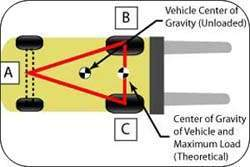 B
Vehicle Center of
Gravity (Unloaded)
A
C
Center of Gravity
of Vehicle and
Maximum Load
(Theoretical)